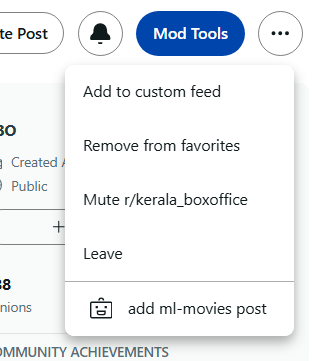 te Post
Mod Tools
Add to custom feed
BO
Remove from favorites
Created A
Public
Mute r/kerala_boxoffice
Leave
38
nions
add ml-movies post
OMMUNITY ACHIEVEMENTS